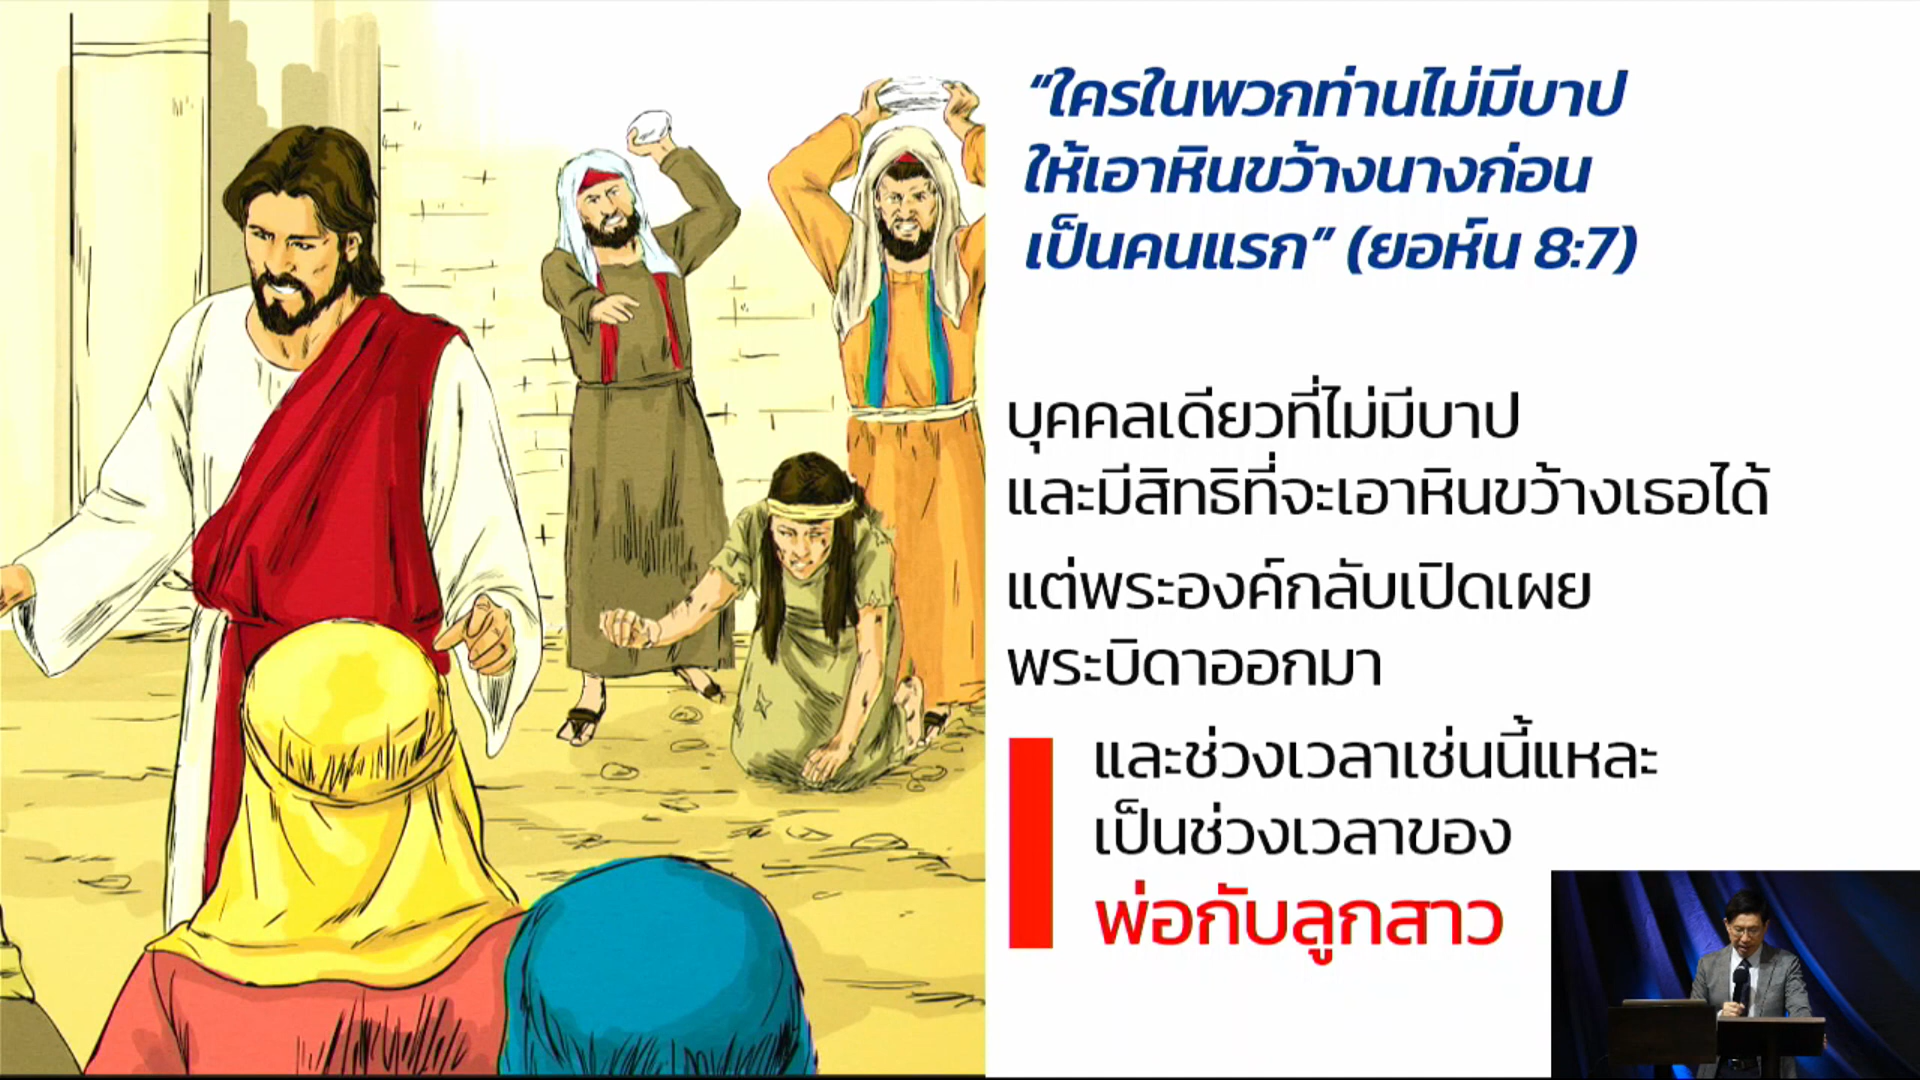 “ใครในพวกท่านไม่มีบาป
ให้เอาหินขว้างนางก่อน
เป็นคนแรก” (ยอห์น 8:7)
บุคคลเดียวที่ไม่มีบาป
และมีสิทธิที่จะเอาหินขว้างเธอได้
แต่พระองค์กลับเปิดเผย
พระบิดาออกมา
และช่วงเวลาเช่นนี้แหละ
เป็นช่วงเวลาของ
พ่อกับลูกสาว